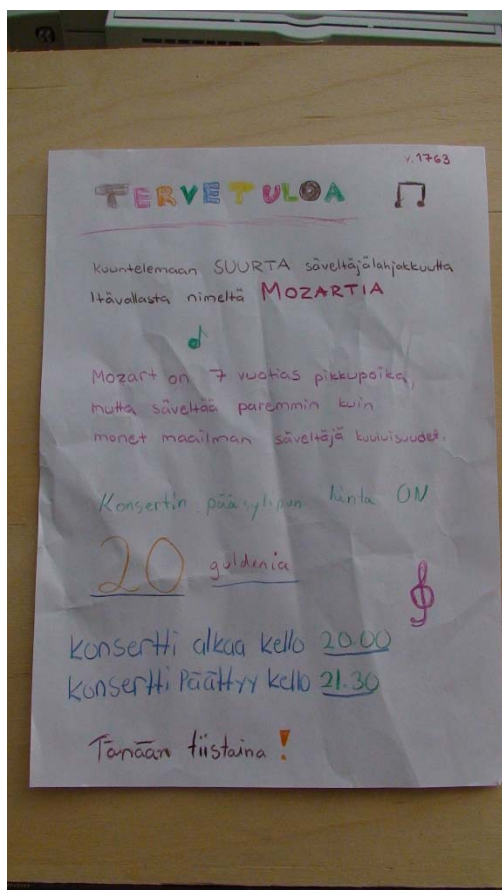 v.1763
TERVETULOA
kuuntelemaan SUURTA säveltäjälahjakkuutta
Itävallasta nimeltä MOZARTIA
Mozart on 7 vuotias pikkupoika,
mutta säveltää paremmin kuin
monet maailman säveltäjä kuuluisuudet.
Konsertin pääsylipun hinta ON
20 guldenia
konsertti alkaa kello 20.00
konsertti Päättyy kello 21.30
Tänään tiistaina!